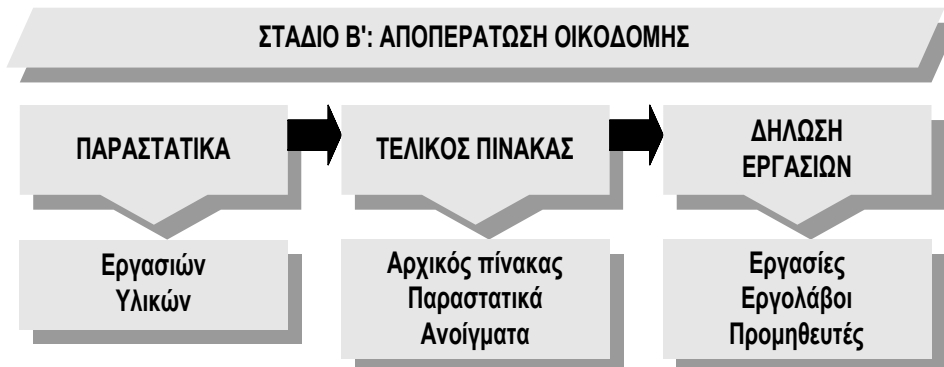 ΣΤΑΔΙΟ Β': ΑΠΟΠΕΡΑΤΩΣΗ ΟΙΚΟΔΟΜΗΣ
ΠΑΡΑΣΤΑΤΙΚΑ
Εργασιών
Υλικών
ΤΕΛΙΚΟΣ ΠΙΝΑΚΑΣ
Αρχικός πίνακας
Παραστατικά
Ανοίγματα
ΔΗΛΩΣΗ
ΕΡΓΑΣΙΩΝ
Εργασίες
Εργολάβοι
Προμηθευτές